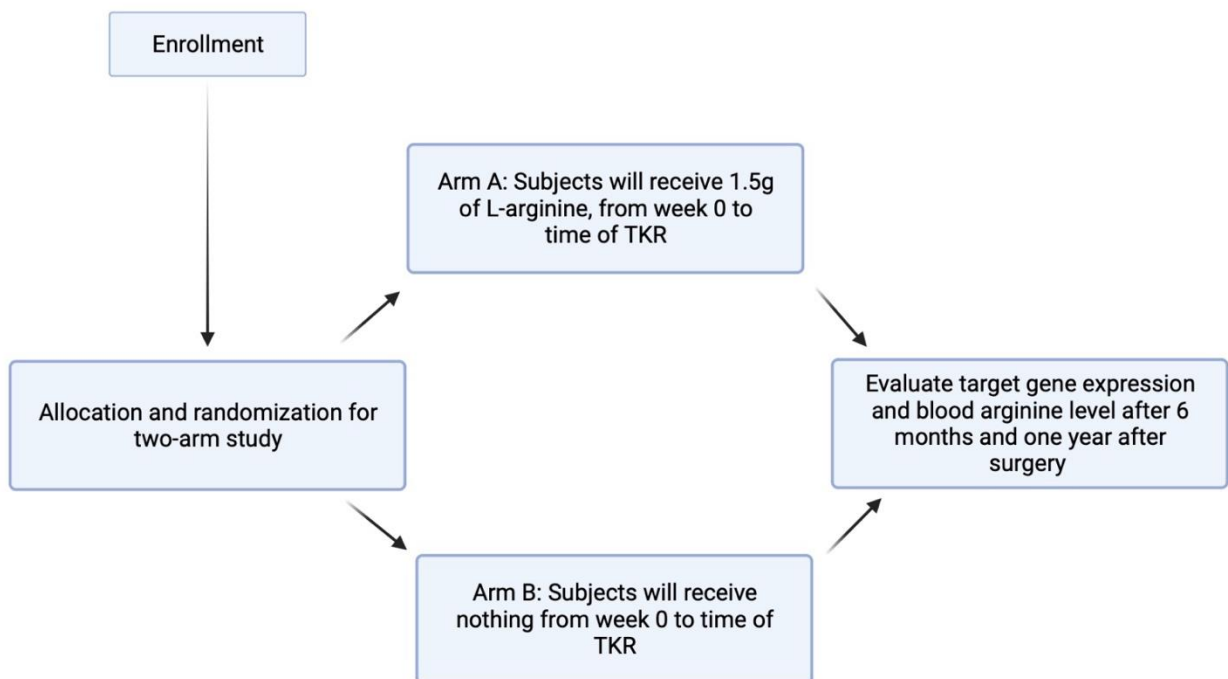 Enrollment
Arm A: Subjects will receive 1.5g
of L-arginine, from week 0 to
time of TKR
Allocation and randomization for
two-arm study
Evaluate target gene expression
and blood arginine level after 6
months and one year after
surgery
Arm B: Subjects will receive
nothing from week 0 to time of
TKR